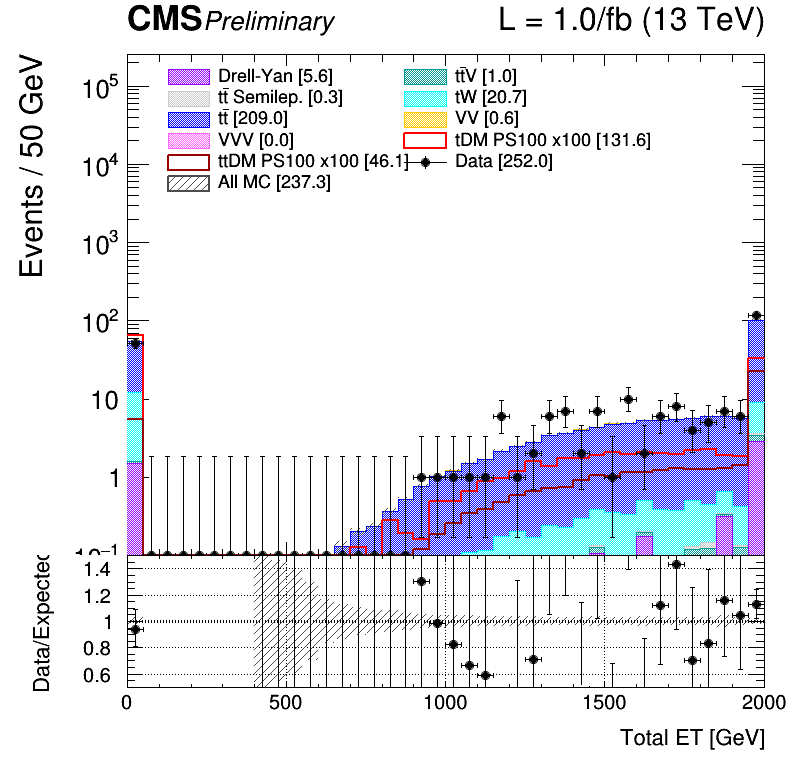 CMS Preliminary L = 1.0/fb (13 TeV)
Events / 50 GeV
10⁵
10⁴
10³
10²
10
1
10⁻¹
Drell-Yan [5.6]
tt̄V [1.0]
tt̄ Semilep. [0.3]
tW [20.7]
tt̄ [209.0]
VV [0.6]
VVV [0.0]
tDM PS100 x100 [131.6]
ttDM PS100 x100 [46.1]
Data [252.0]
All MC [237.3]
Data/Expected
1.4
1.2
1
0.8
0.6
0 500 1000 1500 2000
Total ET [GeV]